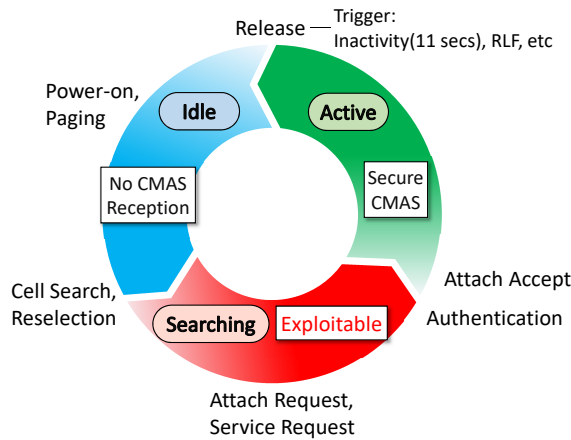 Release
Trigger:
Inactivity(11 secs), RLF, etc
Power-on,
Paging
Idle
Active
No CMAS
Reception
Secure
CMAS
Cell Search,
Reselection
Attach Accept
Authentication
Searching
Exploitable
Attach Request,
Service Request